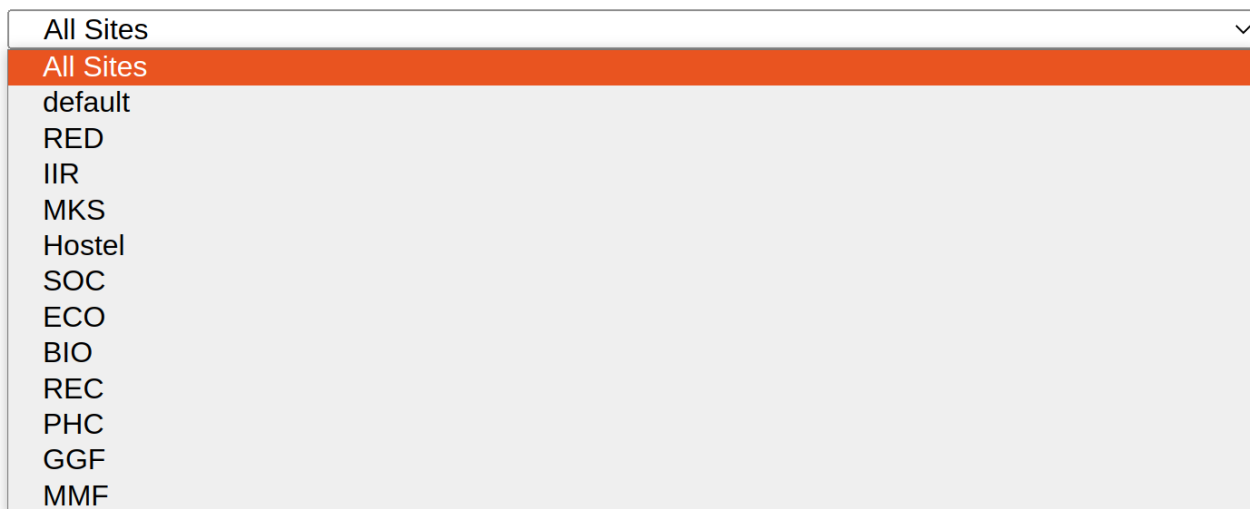 All Sites
All Sites
default
RED
IIR
MKS
Hostel
SOC
ECO
BIO
REC
PHC
GGF
MMF